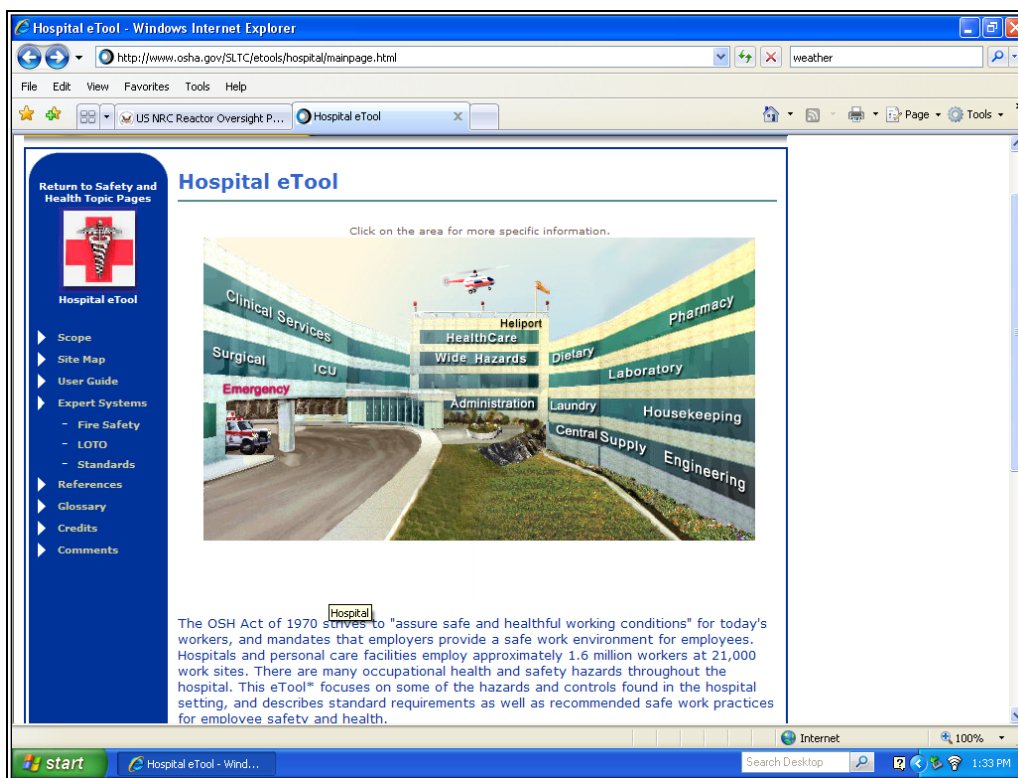 Hospital eTool - Windows Internet Explorer
http://www.osha.gov/SLTC/etools/hospital/mainpage.html
weather
File Edit View Favorites Tools Help
US NRC Reactor Oversight P...
Hospital eTool
Page
Tools
Return to Safety and
Health Topic Pages
Hospital eTool
Scope
Site Map
User Guide
Expert Systems
- Fire Safety
- LOTO
- Standards
References
Glossary
Credits
Comments
Hospital eTool
Click on the area for more specific information.
Clinical Services
Surgical
ICU
Emergency
Heliport
HealthCare
Wide Hazards
Administration
Pharmacy
Dietary
Laboratory
Laundry
Housekeeping
Central Supply
Engineering
Hospital
The OSH Act of 1970 strives to "assure safe and healthful working conditions" for today's
workers, and mandates that employers provide a safe work environment for employees.
Hospitals and personal care facilities employ approximately 1.6 million workers at 21,000
work sites. There are many occupational health and safety hazards throughout the
hospital. This eTool* focuses on some of the hazards and controls found in the hospital
setting, and describes standard requirements as well as recommended safe work practices
for employee safety and health.
Internet
100%
start
Hospital eTool - Wind...
Search Desktop
1:33 PM